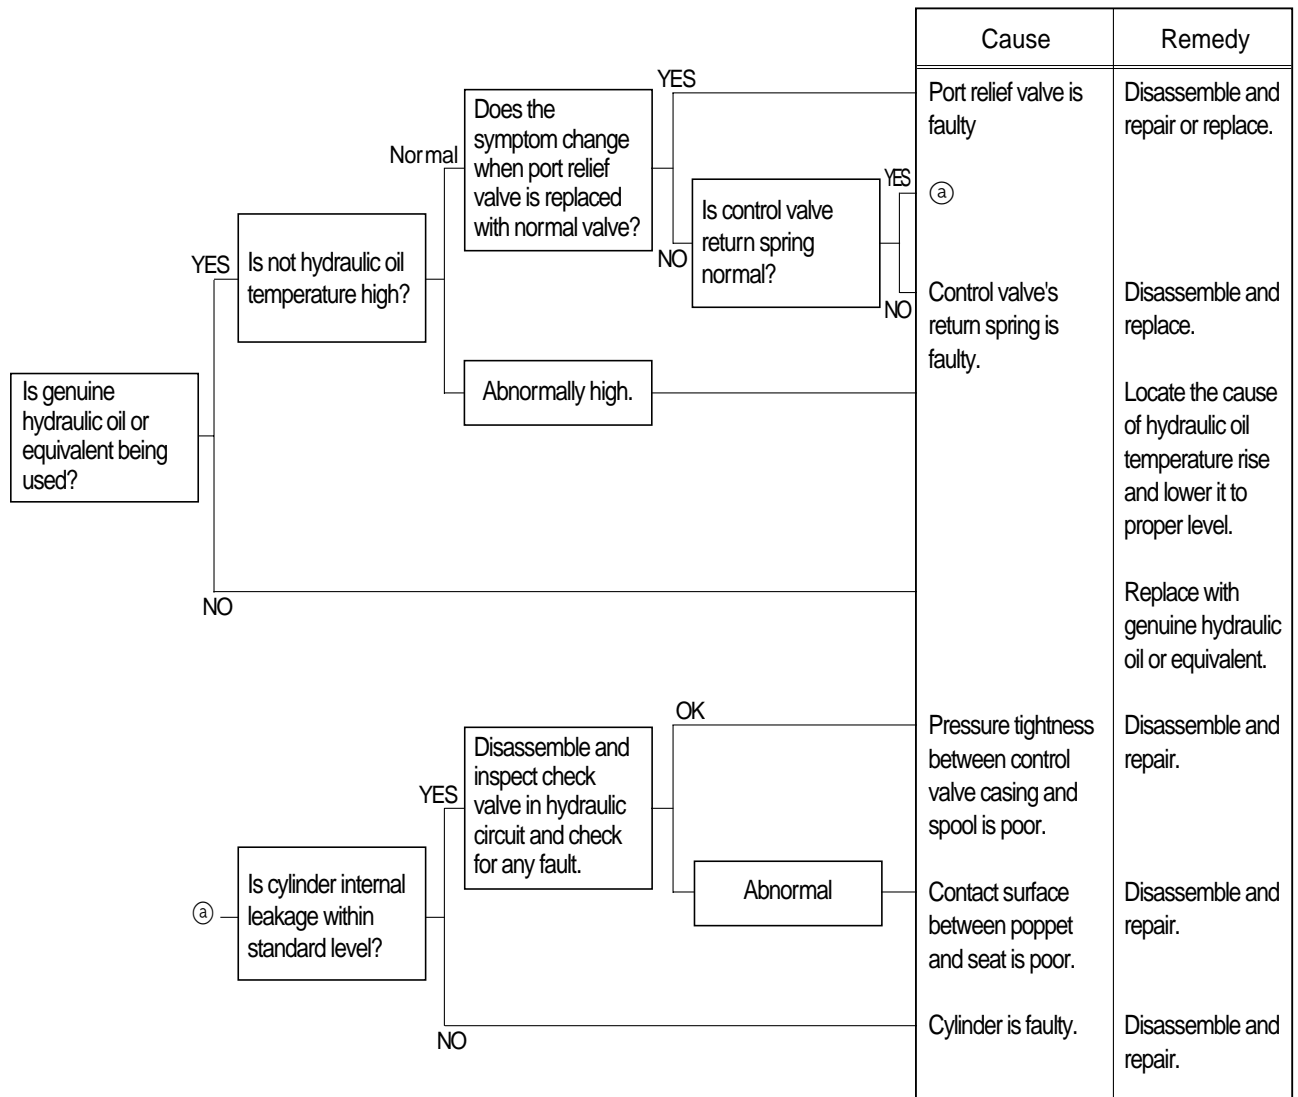 Cause
Remedy
YES
Port relief valve is
faulty
Disassemble and
repair or replace.
Does the
symptom change
when port relief
valve is replaced
with normal valve?
Normal
YES
ⓐ
Is control valve
return spring
normal?
NO
YES
Is not hydraulic oil
temperature high?
NO
Control valve's
return spring is
faulty.
Disassemble and
replace.
Abnormally high.
Is genuine
hydraulic oil or
equivalent being
used?
Locate the cause
of hydraulic oil
temperature rise
and lower it to
proper level.
NO
Replace with
genuine hydraulic
oil or equivalent.
OK
Pressure tightness
between control
valve casing and
spool is poor.
Disassemble and
repair.
Disassemble and
inspect check
valve in hydraulic
circuit and check
for any fault.
YES
ⓐ
Is cylinder internal
leakage within
standard level?
Abnormal
Contact surface
between poppet
and seat is poor.
Disassemble and
repair.
NO
Cylinder is faulty.
Disassemble and
repair.